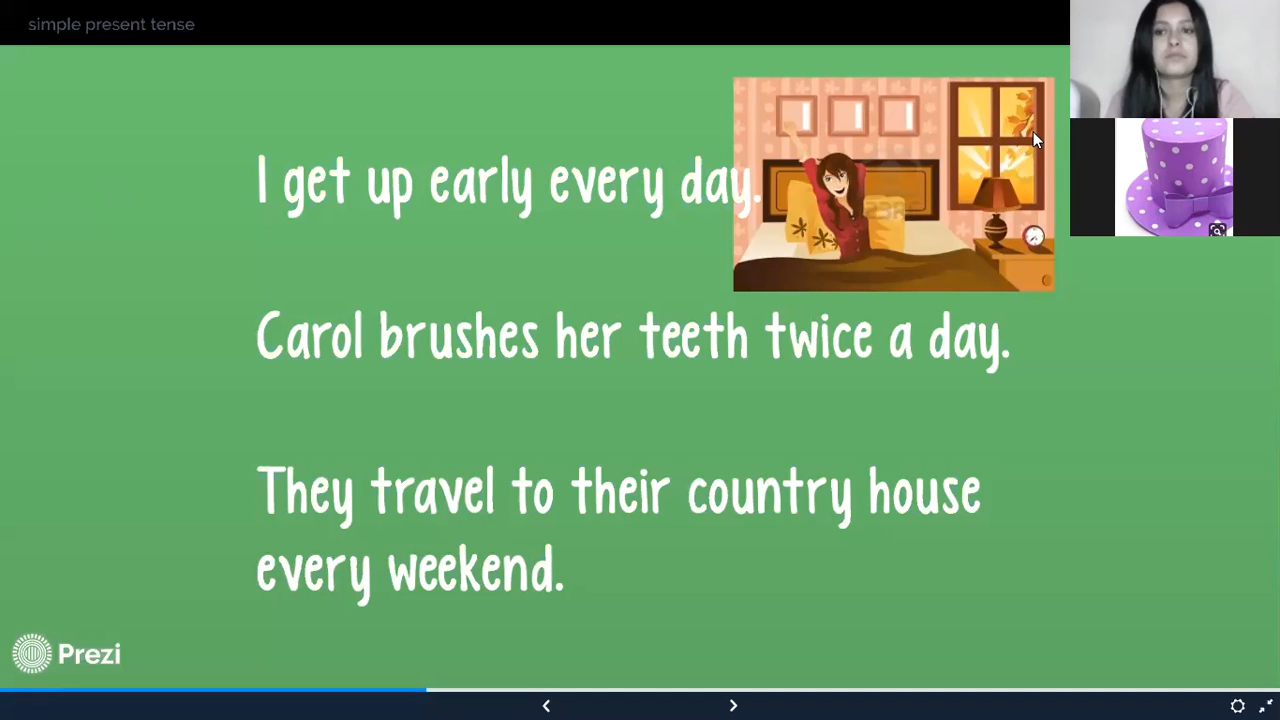 simple present tense
I get up early every day.
Carol brushes her teeth twice a day.
They travel to their country house
every weekend.
Prezi